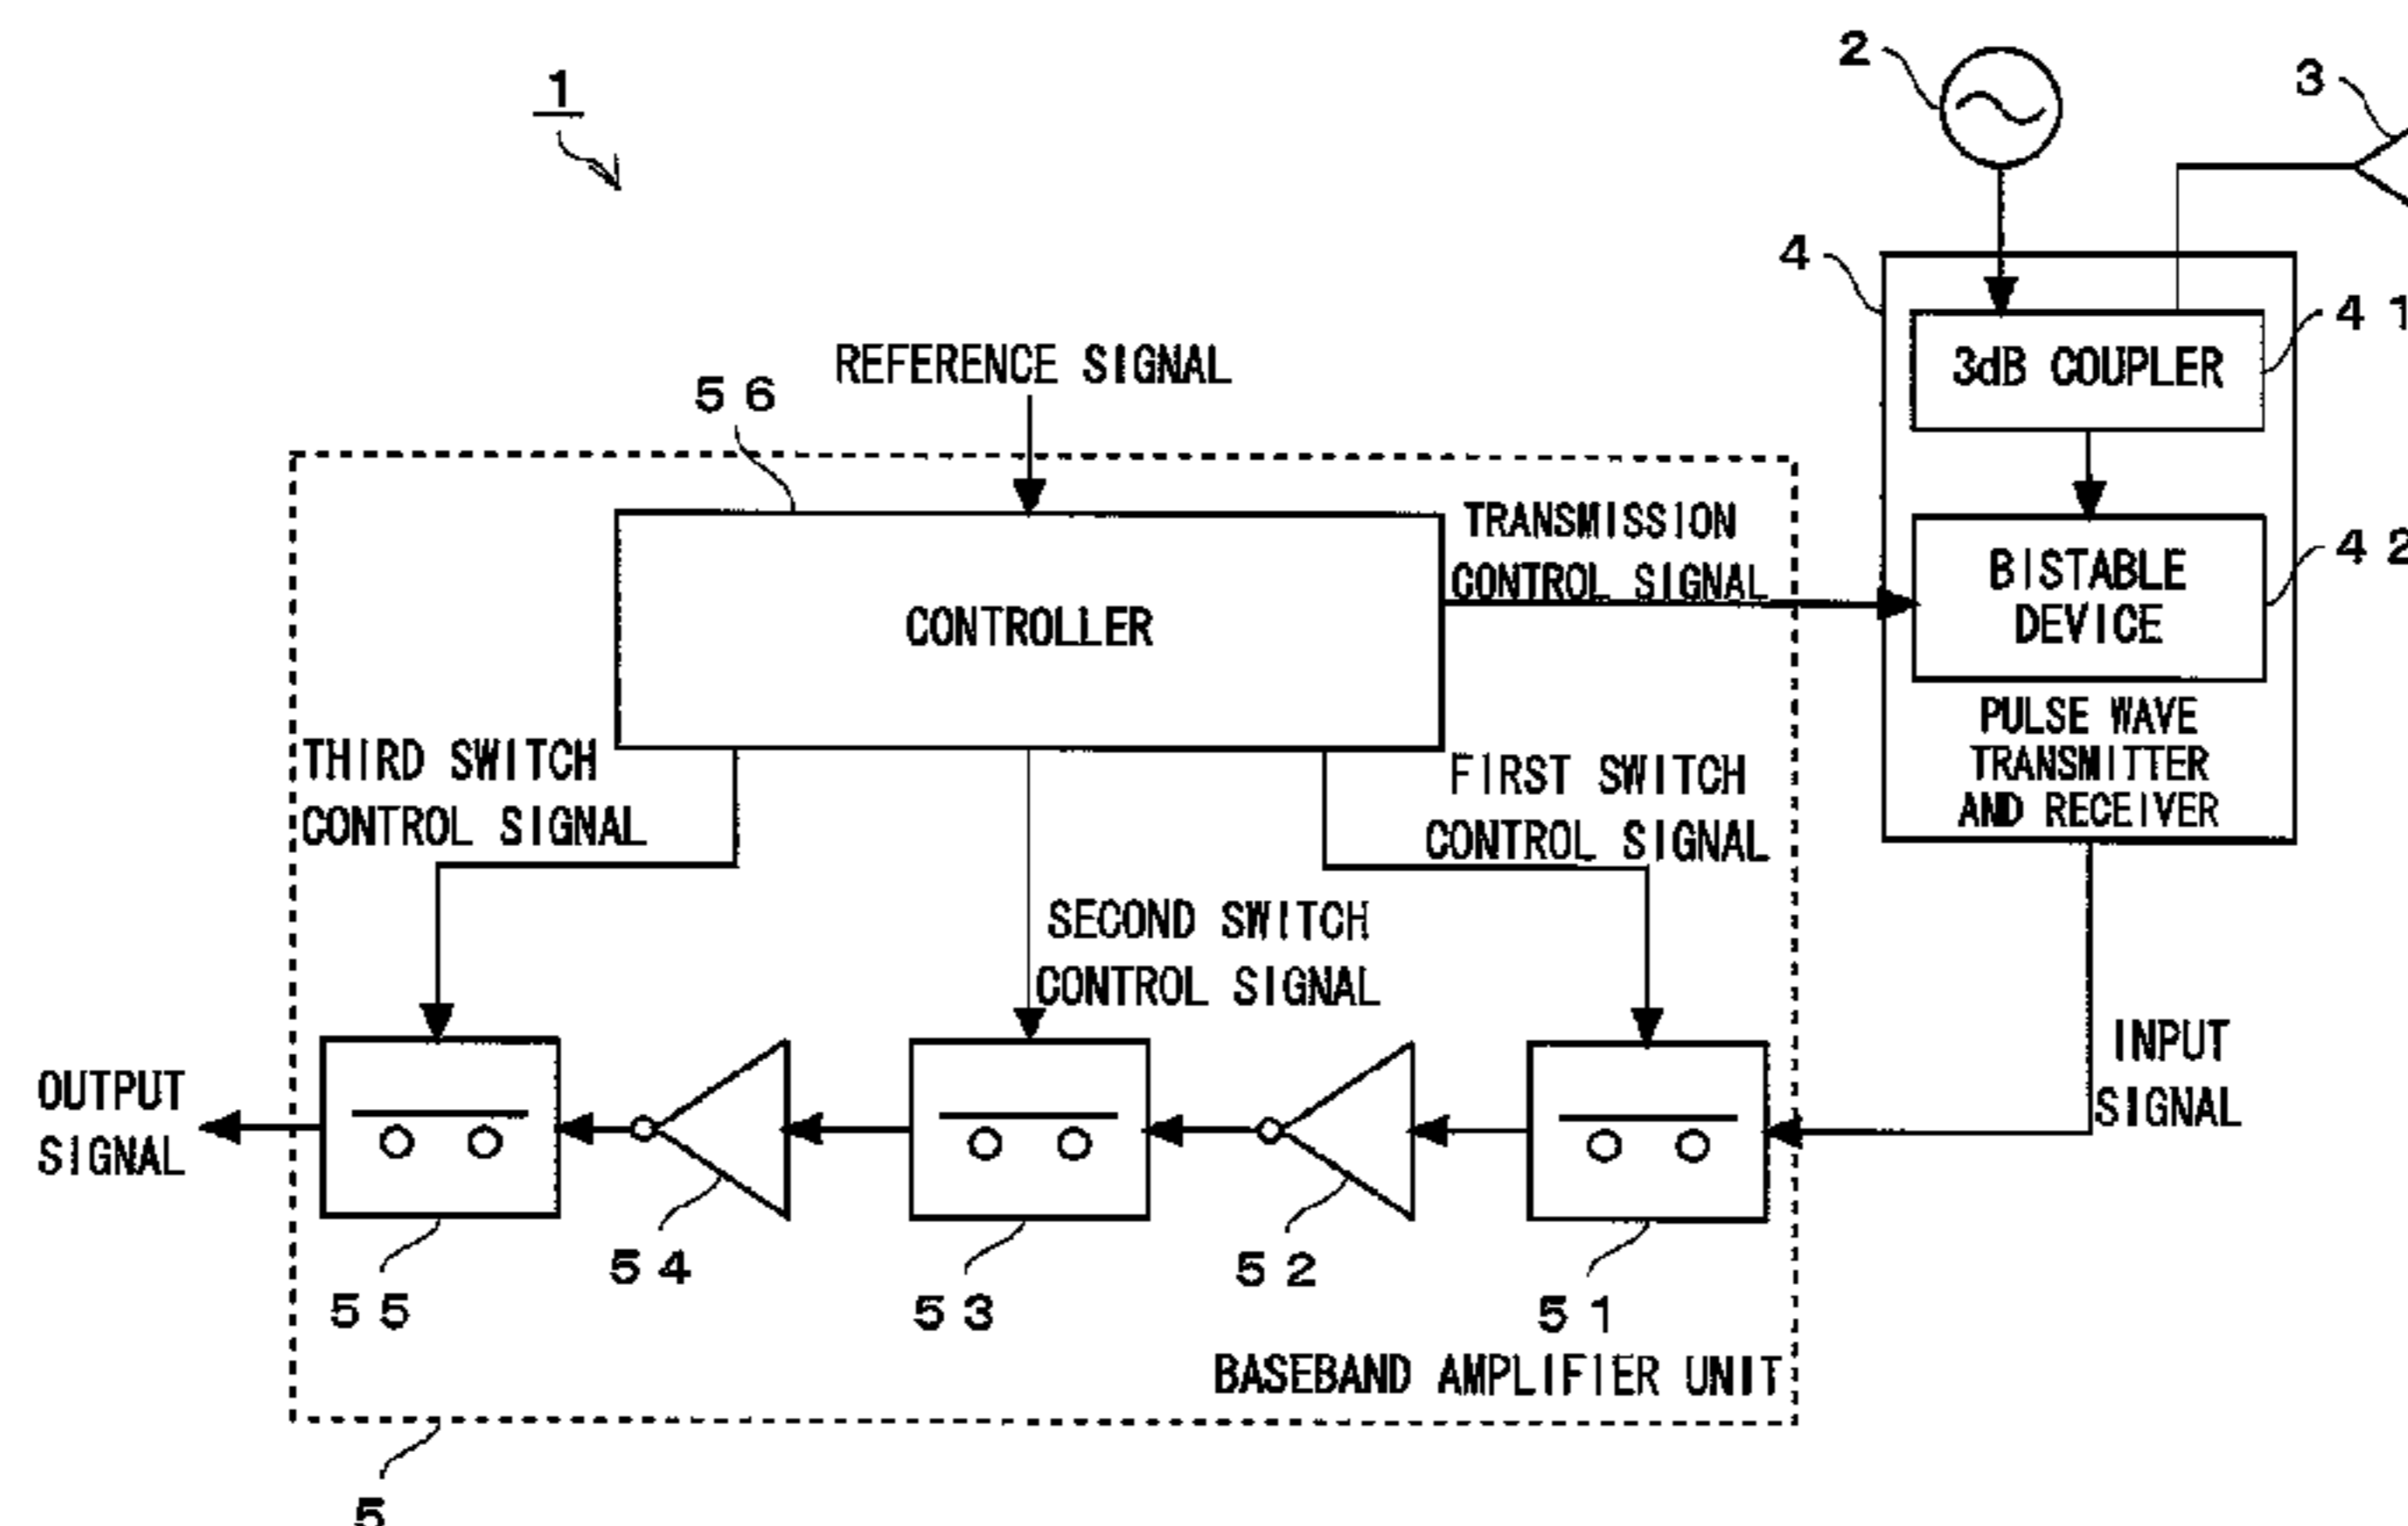 1
2
3
4
4 1
3dB COUPLER
REFERENCE SIGNAL
5 6
TRANSMISSION
CONTROL SIGNAL
4 2
BISTABLE
DEVICE
CONTROLLER
PULSE WAVE
TRANSMITTER
AND RECEIVER
THIRD SWITCH
CONTROL SIGNAL
FIRST SWITCH
CONTROL SIGNAL
SECOND SWITCH
CONTROL SIGNAL
INPUT
SIGNAL
OUTPUT
SIGNAL
5 5
5 4
5 3
5 2
5 1
BASEBAND AMPLIFIER UNIT
5